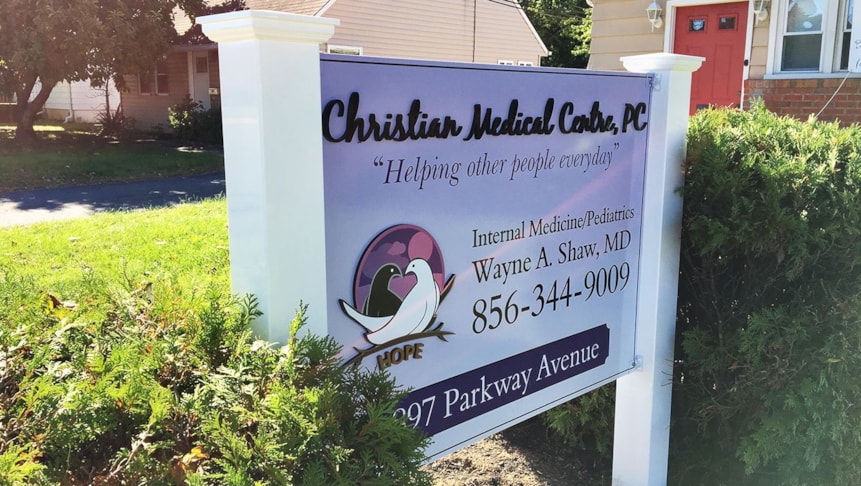 Christian Medical Centre, PC
"Helping other people everyday"
Internal Medicine/Pediatrics
Wayne A. Shaw, MD
856-344-9009
HOPE
Parkway Avenue